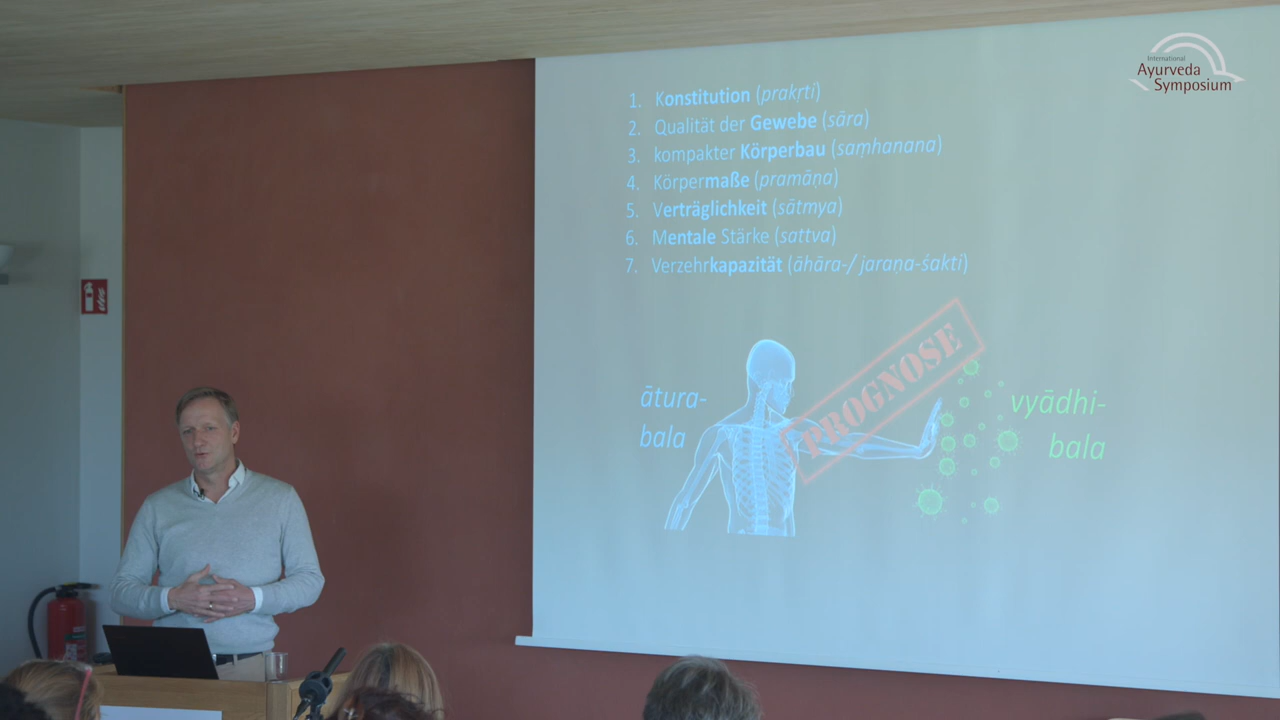 International
Ayurveda
Symposium
1. Konstitution (prakṛti)
2. Qualität der Gewebe (sāra)
3. kompakter Körperbau (saṃhanana)
4. Körpermaße (pramāṇa)
5. Verträglichkeit (sātmya)
6. Mentale Stärke (sattva)
7. Verzehrkapazität (āhāra-/ jaraṇa-śakti)
PROGNOSE
ātura-
bala
vyādhi-
bala